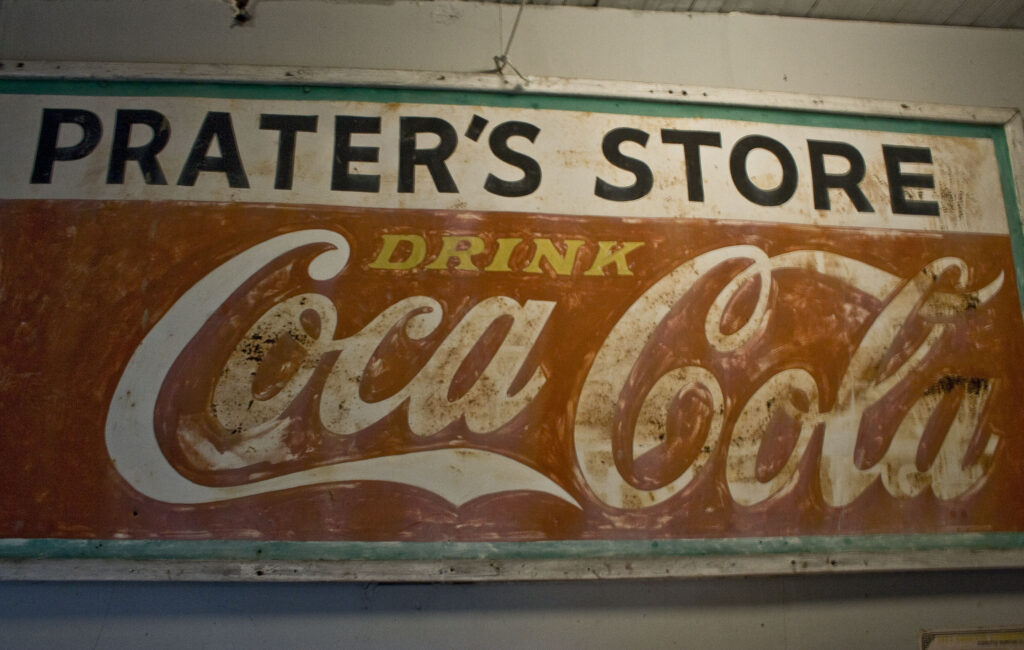 PRATER'S STORE
DRINK
Coca Cola